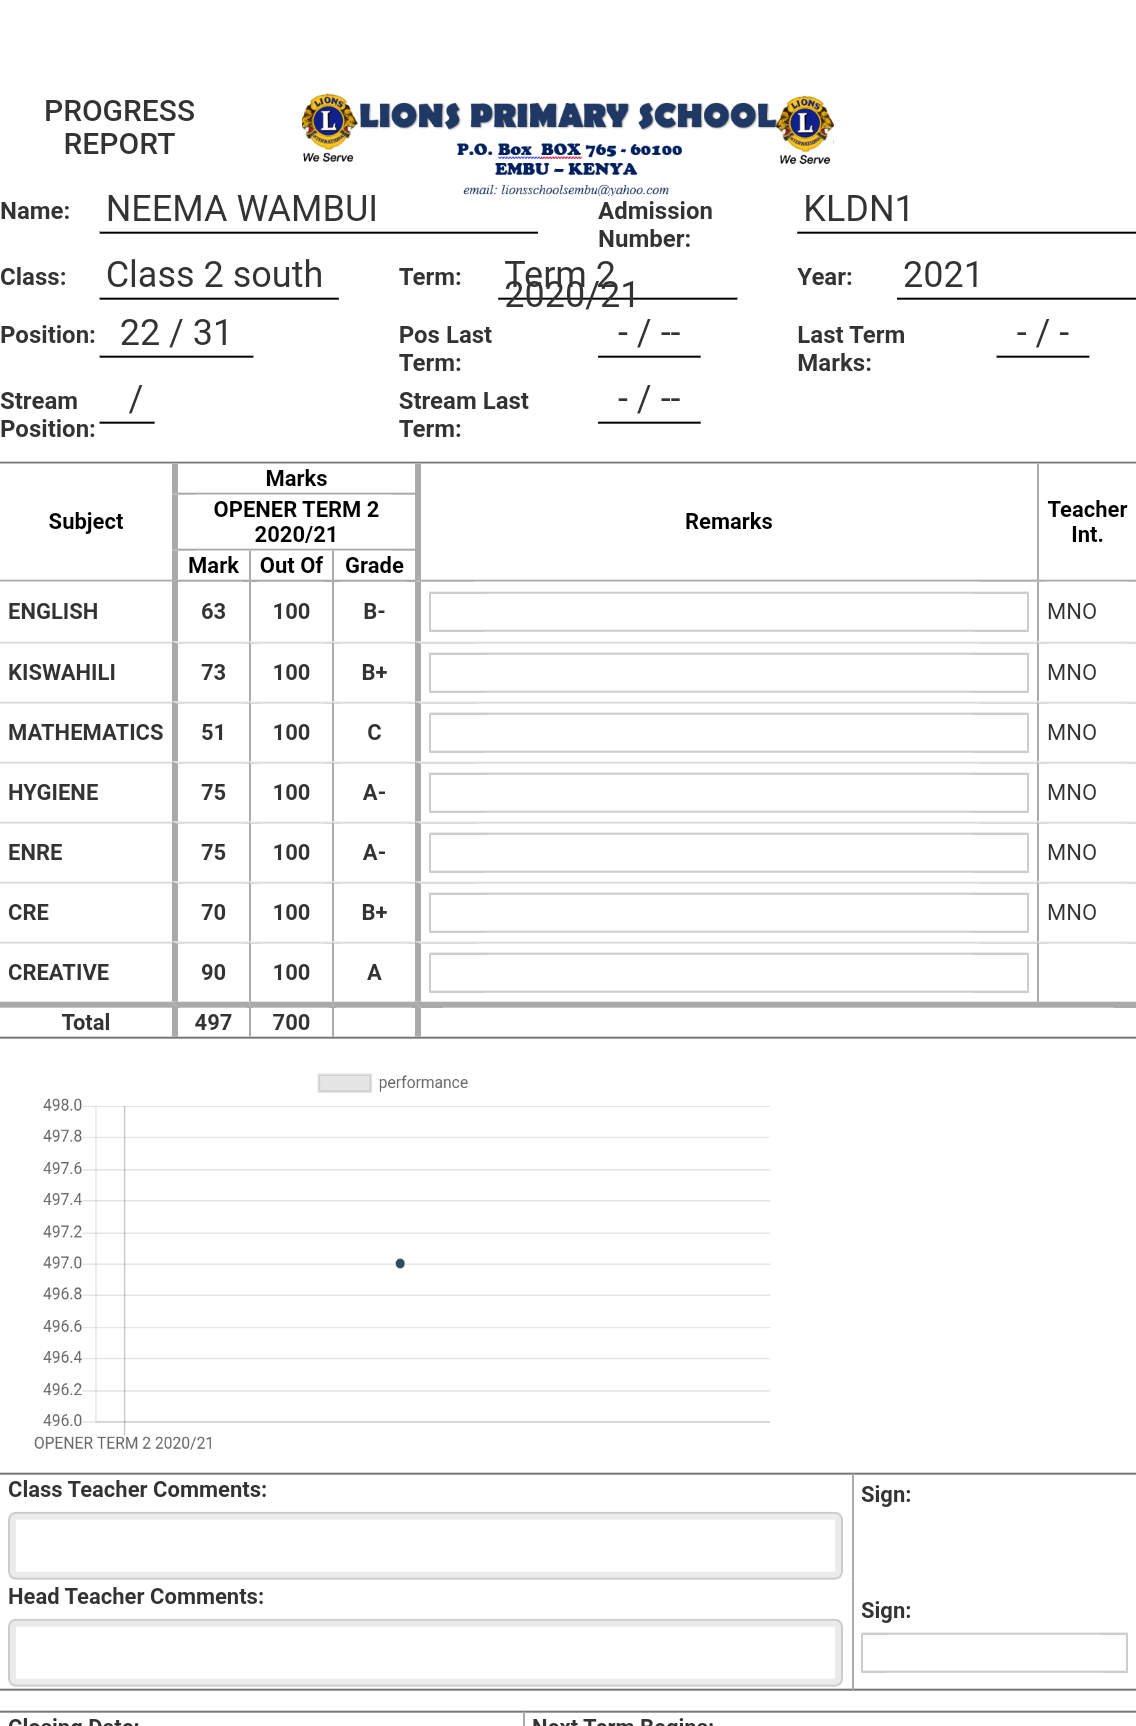 PROGRESS
REPORT
LIONS PRIMARY SCHOOL
LIONS
L
INTERNATIONAL
We Serve
LIONS
L
INTERNATIONAL
We Serve
P.O. Box BOX 765 - 60100
EMBU – KENYA
email: lionsschoolsembu@yahoo.com
Name: NEEMA WAMBUI Admission Number: KLDN1
Class: Class 2 south Term: Term 2 2020/21 Year: 2021
Position: 22 / 31 Pos Last Term: - / -- Last Term Marks: - / -
Stream Position: / Stream Last Term: - / --
Subject Marks Remarks Teacher Int.
OPENER TERM 2 2020/21
Mark Out Of Grade
ENGLISH 63 100 B- MNO
KISWAHILI 73 100 B+ MNO
MATHEMATICS 51 100 C MNO
HYGIENE 75 100 A- MNO
ENRE 75 100 A- MNO
CRE 70 100 B+ MNO
CREATIVE 90 100 A
Total 497 700
performance
498.0
497.8
497.6
497.4
497.2
497.0
496.8
496.6
496.4
496.2
496.0
OPENER TERM 2 2020/21
Class Teacher Comments: Sign:
Head Teacher Comments: Sign:
Closing Date: Next Term Begins: